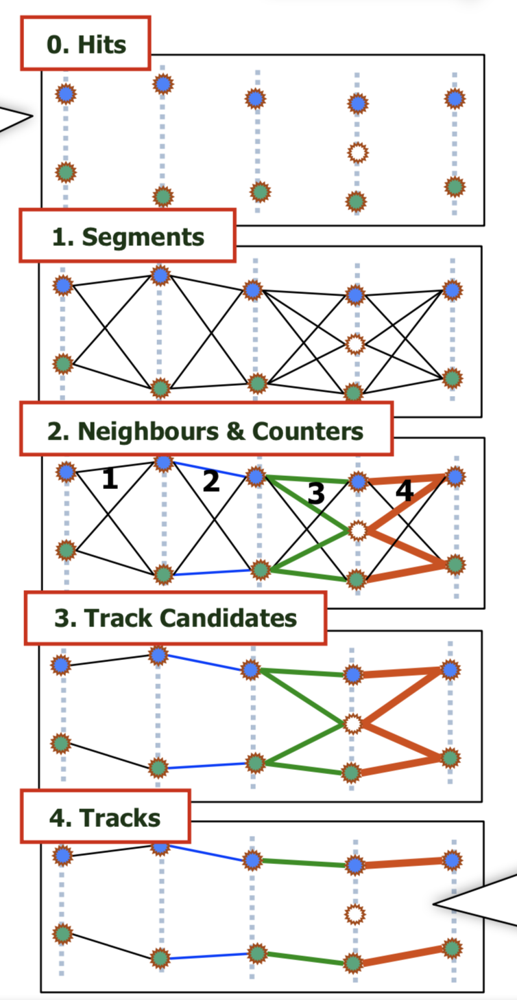 0. Hits
1. Segments
2. Neighbours & Counters
1 2 3 4
3. Track Candidates
4. Tracks